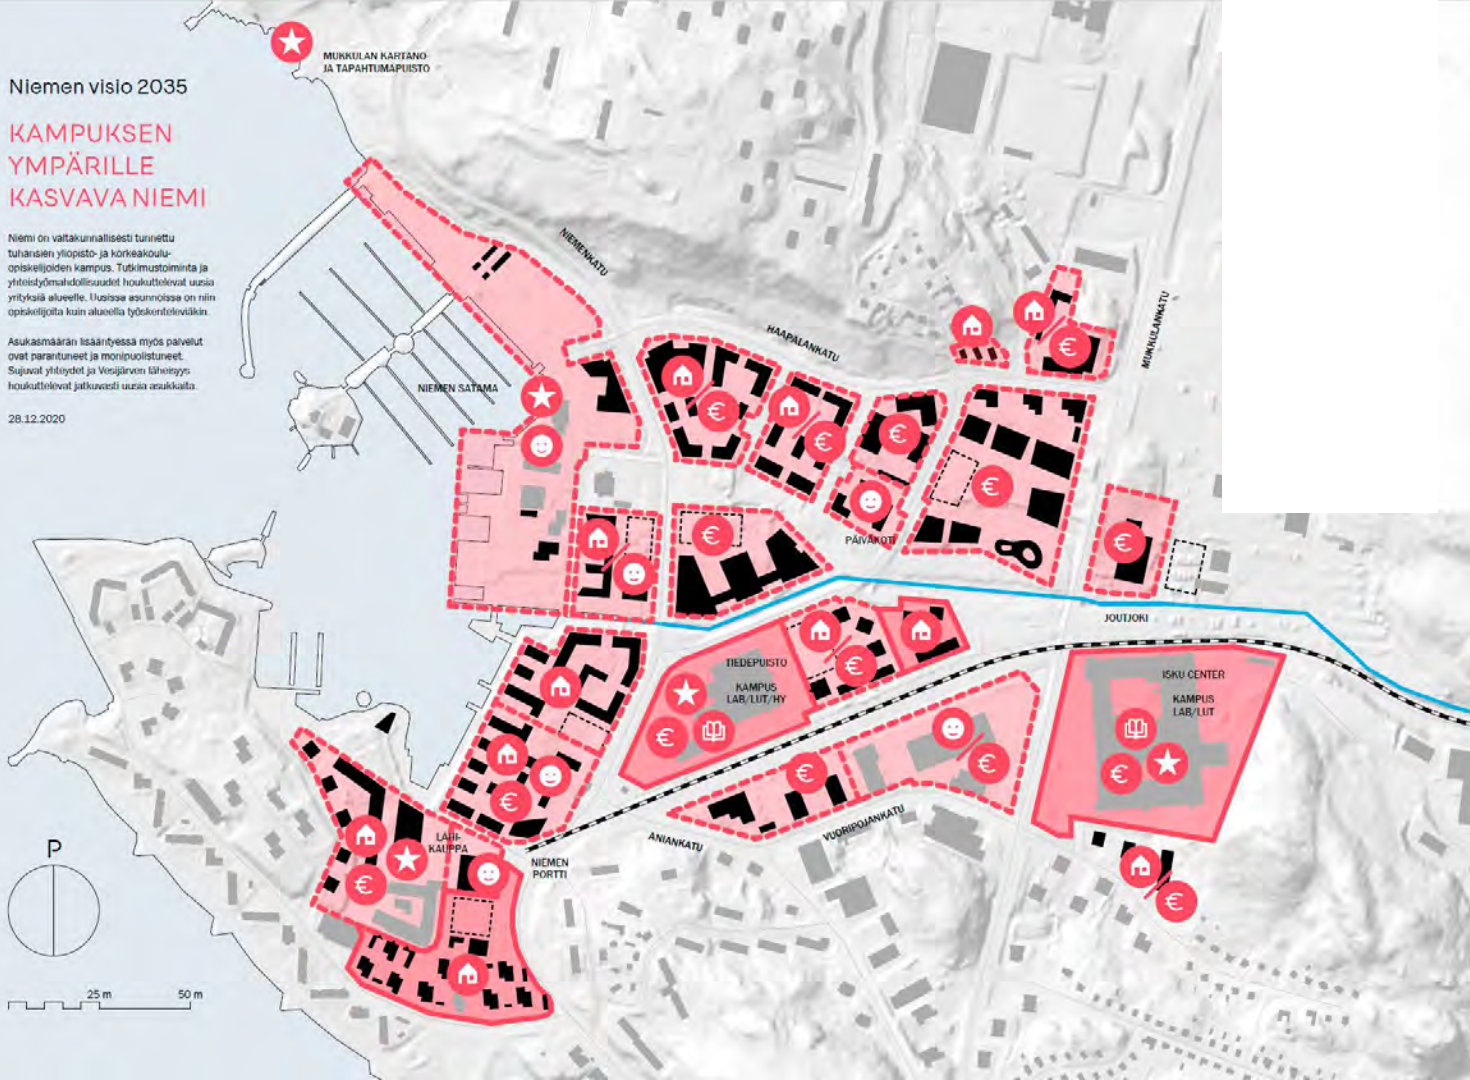 MUKKULAN KARTANO
JA TAPAHTUMAPUISTO
Niemen visio 2035
KAMPUKSEN
YMPÄRILLE
KASVAVA NIEMI
Niemi on valtakunnallisesti tunnettu
tuhansien yliopisto- ja korkeakoulu-
opiskelijoiden kampus. Tutkimustoiminta ja
yhteistyömahdollisuudet houkuttelevat uusia
yrityksiä alueelle. Uusissa asunnoissa on niin
opiskelijoita kuin alueella työskenteleviäkin.
Asukasmäärän lisääntyessä myös palvelut
ovat parantuneet ja monipuolistuneet.
Sujuvat yhteydet ja Vesijärven läheisyys
houkuttelevat jatkuvasti uusia asukkaita.
28.12.2020
NIEMENKATU
HAAPALANKATU
MUKKULANKATU
NIEMEN SATAMA
PÄIVÄKOTI
JOUTJOKI
TIEDEPUISTO
KAMPUS
LAB/LUT/HY
ISKU CENTER
KAMPUS
LAB/LUT
LÄHI-
KAUPPA
NIEMEN
PORTTI
ANIANKATU
VUORIPOJANKATU
P
25 m
50 m